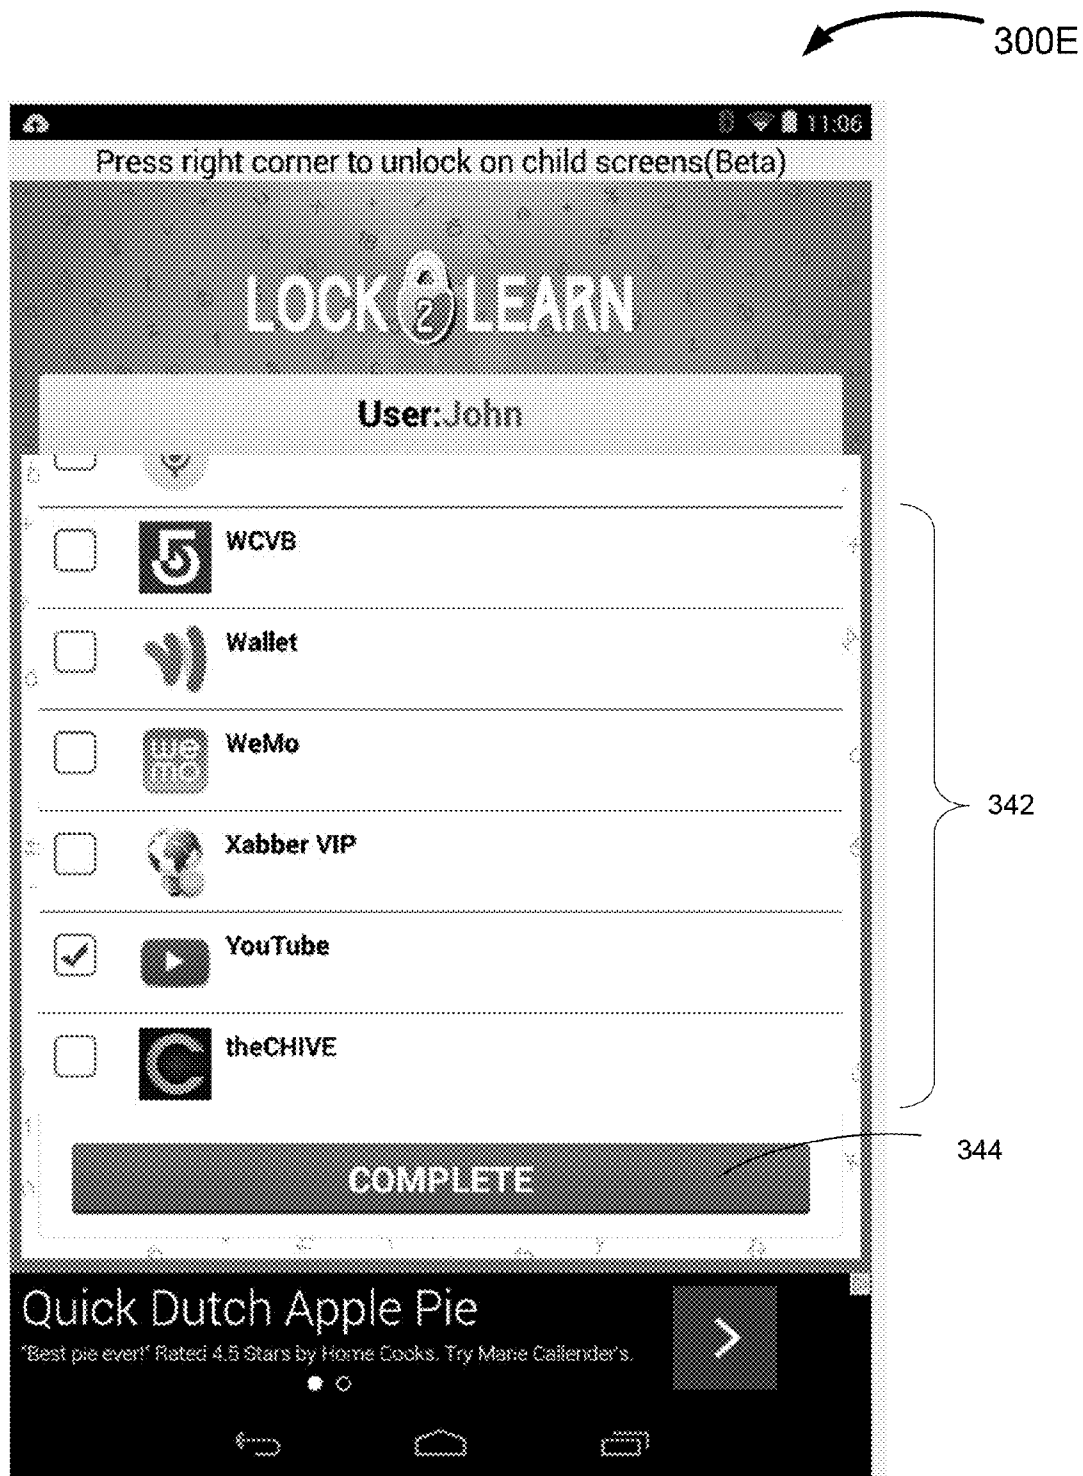 300E
11:06
Press right corner to unlock on child screens(Beta)
LOCK 2 LEARN
User:John
WCVB
Wallet
WeMo
Xabber VIP
342
YouTube
theCHIVE
344
COMPLETE
Quick Dutch Apple Pie
"Best pie ever!" Rated 4.5 Stars by Home Cooks. Try Marie Callender's.